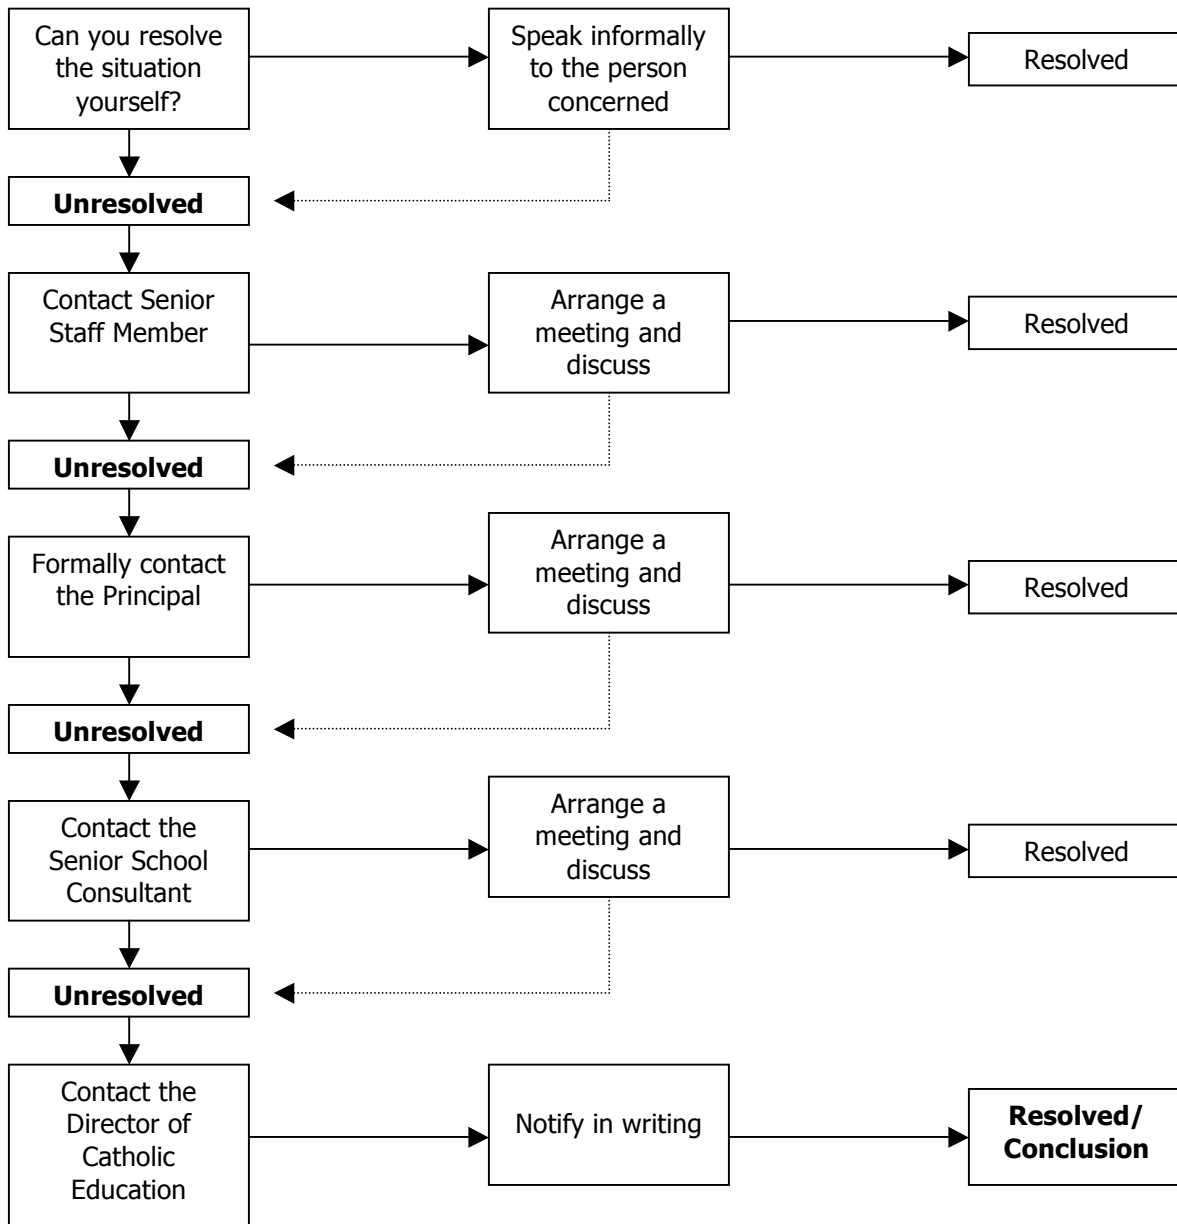 Can you resolve
the situation
yourself?
Speak informally
to the person
concerned
Resolved
Unresolved
Contact Senior
Staff Member
Arrange a
meeting and
discuss
Resolved
Unresolved
Formally contact
the Principal
Arrange a
meeting and
discuss
Resolved
Unresolved
Contact the
Senior School
Consultant
Arrange a
meeting and
discuss
Resolved
Unresolved
Contact the
Director of
Catholic
Education
Notify in writing
Resolved/
Conclusion